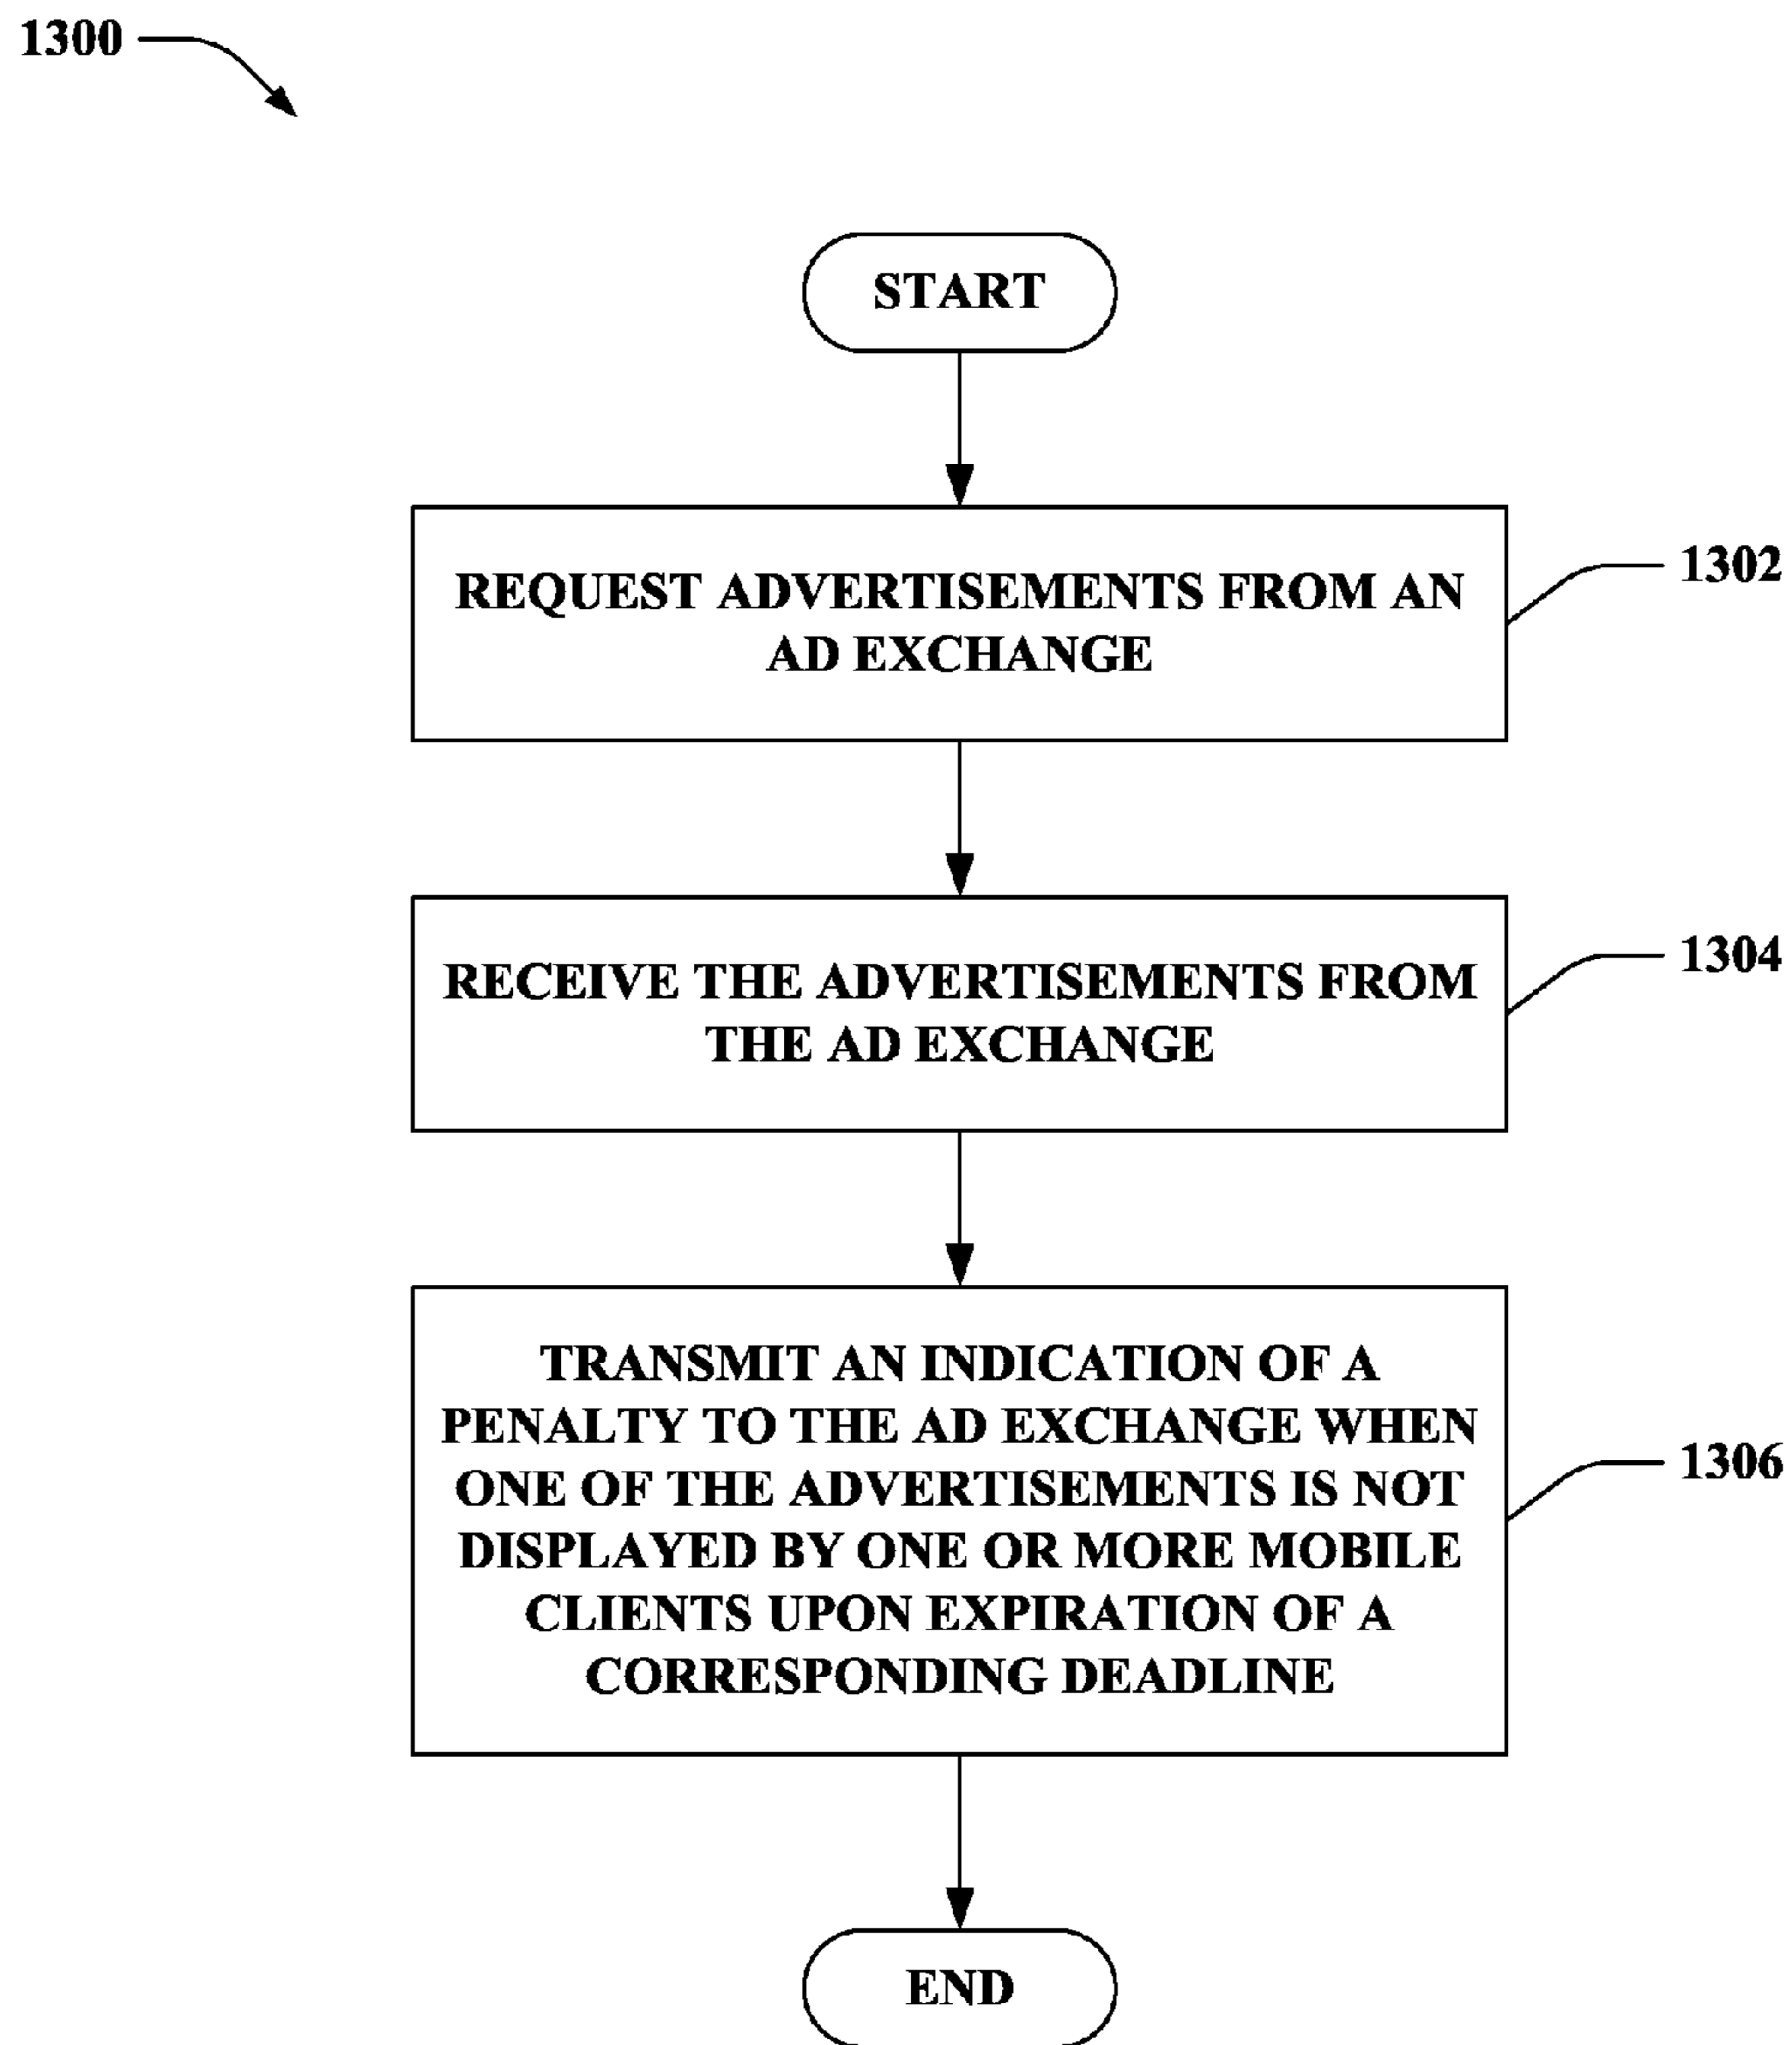 1300
START
REQUEST ADVERTISEMENTS FROM AN
AD EXCHANGE
1302
RECEIVE THE ADVERTISEMENTS FROM
THE AD EXCHANGE
1304
TRANSMIT AN INDICATION OF A
PENALTY TO THE AD EXCHANGE WHEN
ONE OF THE ADVERTISEMENTS IS NOT
DISPLAYED BY ONE OR MORE MOBILE
CLIENTS UPON EXPIRATION OF A
CORRESPONDING DEADLINE
1306
END